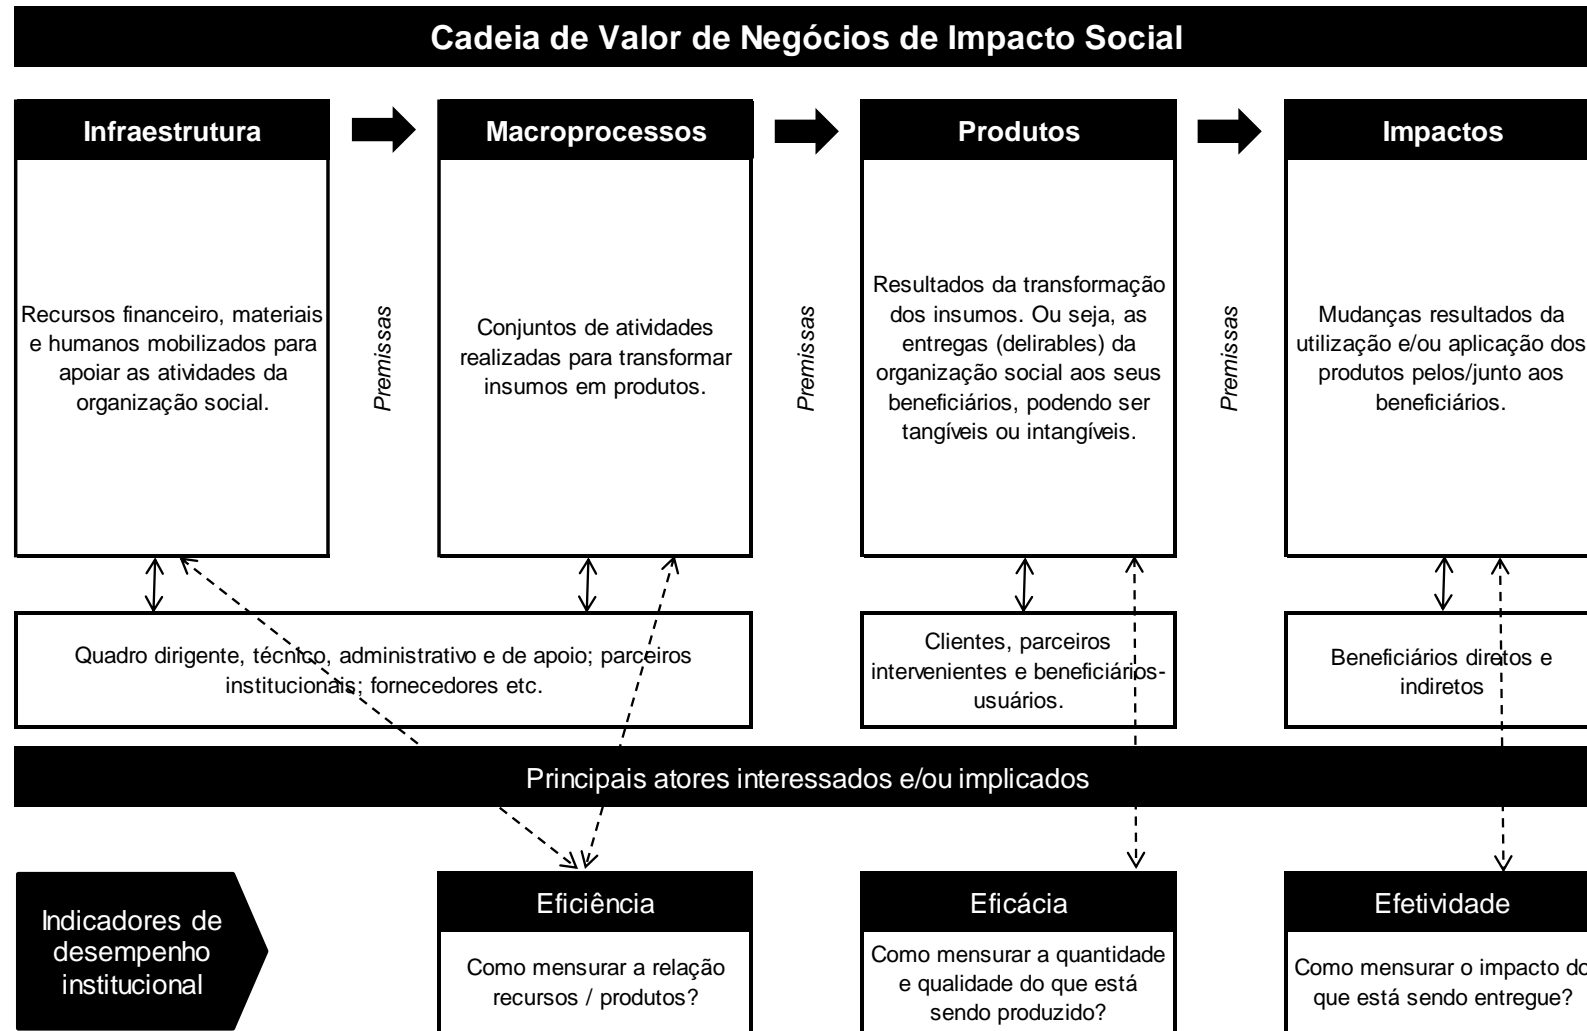 Cadeia de Valor de Negócios de Impacto Social
Infraestrutura
Macroprocessos
Produtos
Impactos
Recursos financeiro, materiais
e humanos mobilizados para
apoiar as atividades da
organização social.
Premissas
Conjuntos de atividades
realizadas para transformar
insumos em produtos.
Premissas
Resultados da transformação
dos insumos. Ou seja, as
entregas (delirables) da
organização social aos seus
beneficiários, podendo ser
tangíveis ou intangíveis.
Premissas
Mudanças resultados da
utilização e/ou aplicação dos
produtos pelos/junto aos
beneficiários.
Quadro dirigente, técnico, administrativo e de apoio; parceiros
institucionais; fornecedores etc.
Clientes, parceiros
intervenientes e beneficiários-
usuários.
Beneficiários diretos e
indiretos
Principais atores interessados e/ou implicados
Indicadores de
desempenho
institucional
Eficiência
Como mensurar a relação
recursos / produtos?
Eficácia
Como mensurar a quantidade
e qualidade do que está
sendo produzido?
Efetividade
Como mensurar o impacto do
que está sendo entregue?